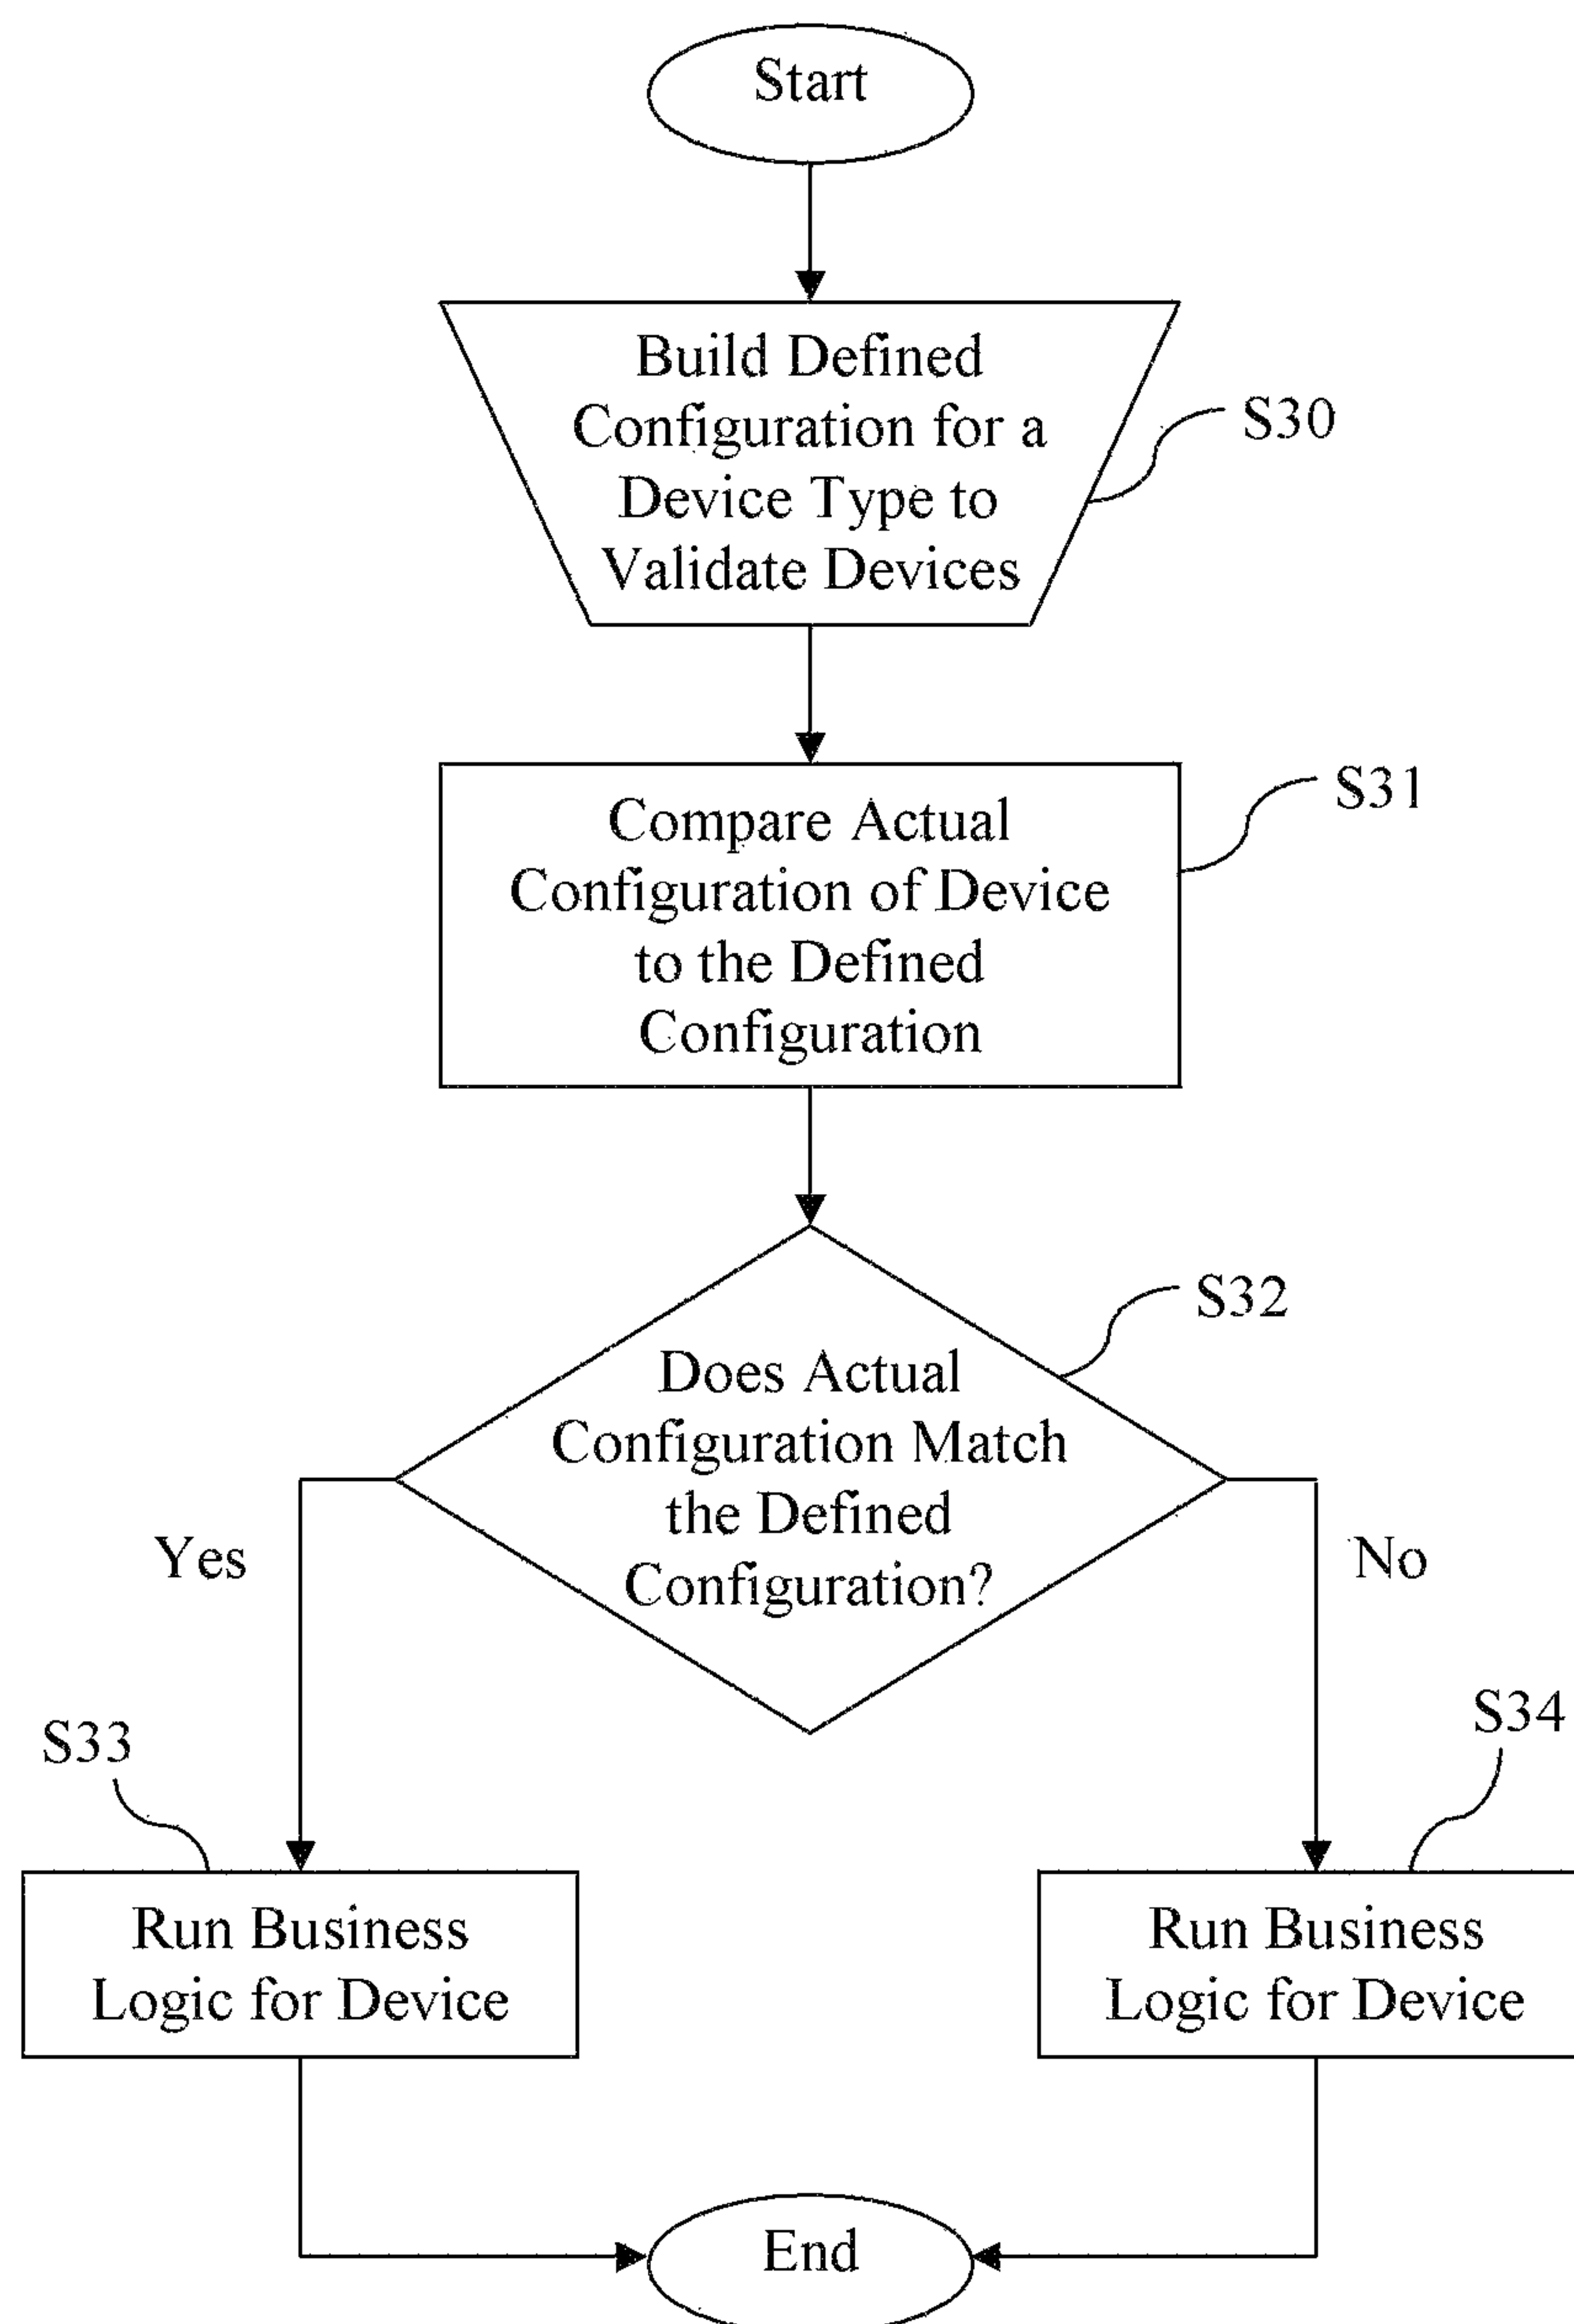 Start
Build Defined
Configuration for a
Device Type to
Validate Devices
S30
Compare Actual
Configuration of Device
to the Defined
Configuration
S31
Does Actual
Configuration Match
the Defined
Configuration?
S32
Yes
No
S33
S34
Run Business
Logic for Device
Run Business
Logic for Device
End